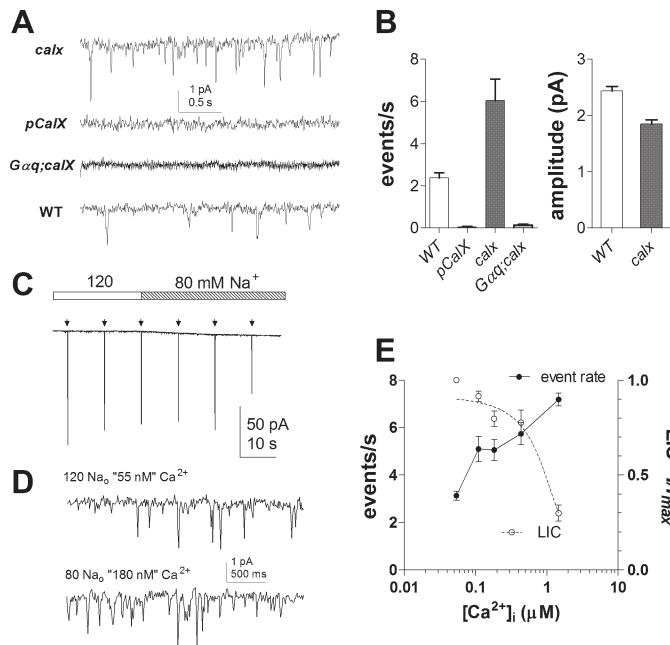 A
calx
1 pA
0.5 s
pCalX
Gαq;calX
WT
B
events/s
8
6
4
2
0
WT
pCalX
calx
Gαq;calx
amplitude (pA)
3
2
1
0
WT
calx
C
120
80 mM Na+
50 pA
10 s
D
120 Nao "55 nM" Ca2+
1 pA
500 ms
80 Nao "180 nM" Ca2+
E
event rate
LIC
events/s
8
6
4
2
0
1.0
0.5
0.0
LIC I/Imax
0.01
0.1
1
10
[Ca2+]i (μM)